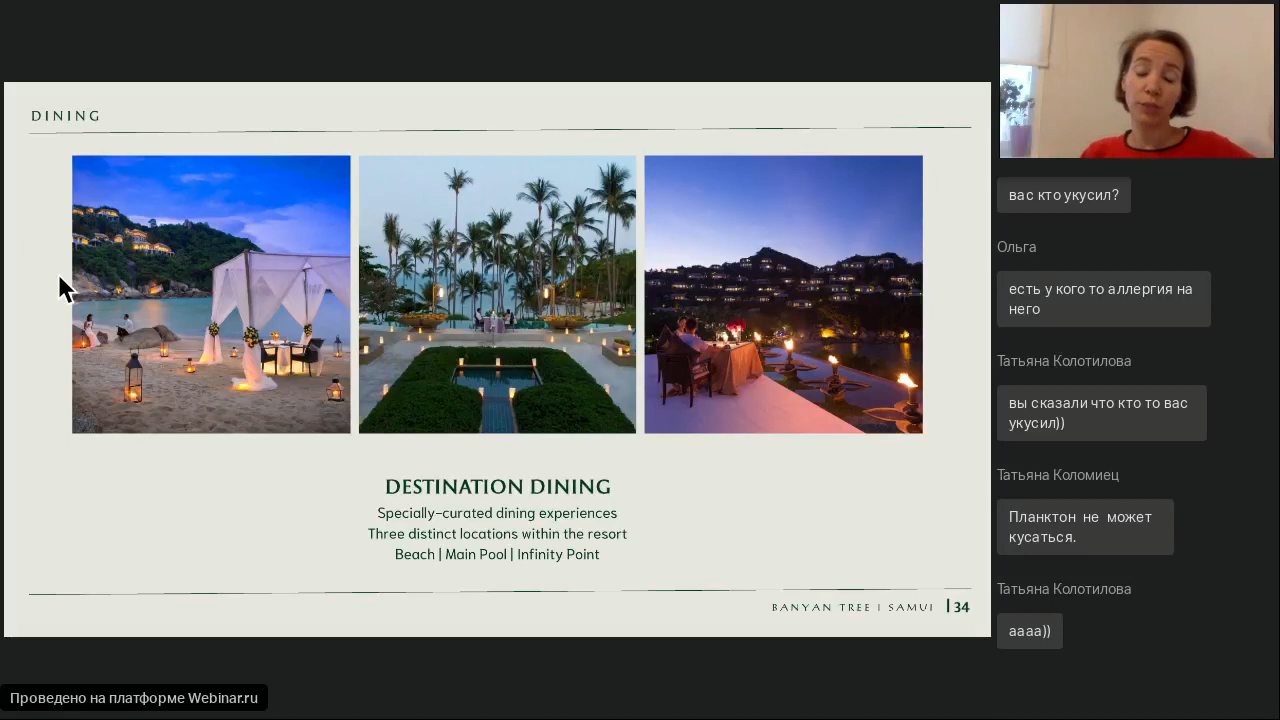 DINING
DESTINATION DINING
Specially-curated dining experiences
Three distinct locations within the resort
Beach | Main Pool | Infinity Point
BANYAN TREE | SAMUI
34
вас кто укусил?
Ольга
есть у кого то аллергия на
него
Татьяна Колотилова
вы сказали что кто то вас
укусил))
Татьяна Коломиец
Планктон не может
кусаться.
Татьяна Колотилова
аааа))
Проведено на платформе Webinar.ru